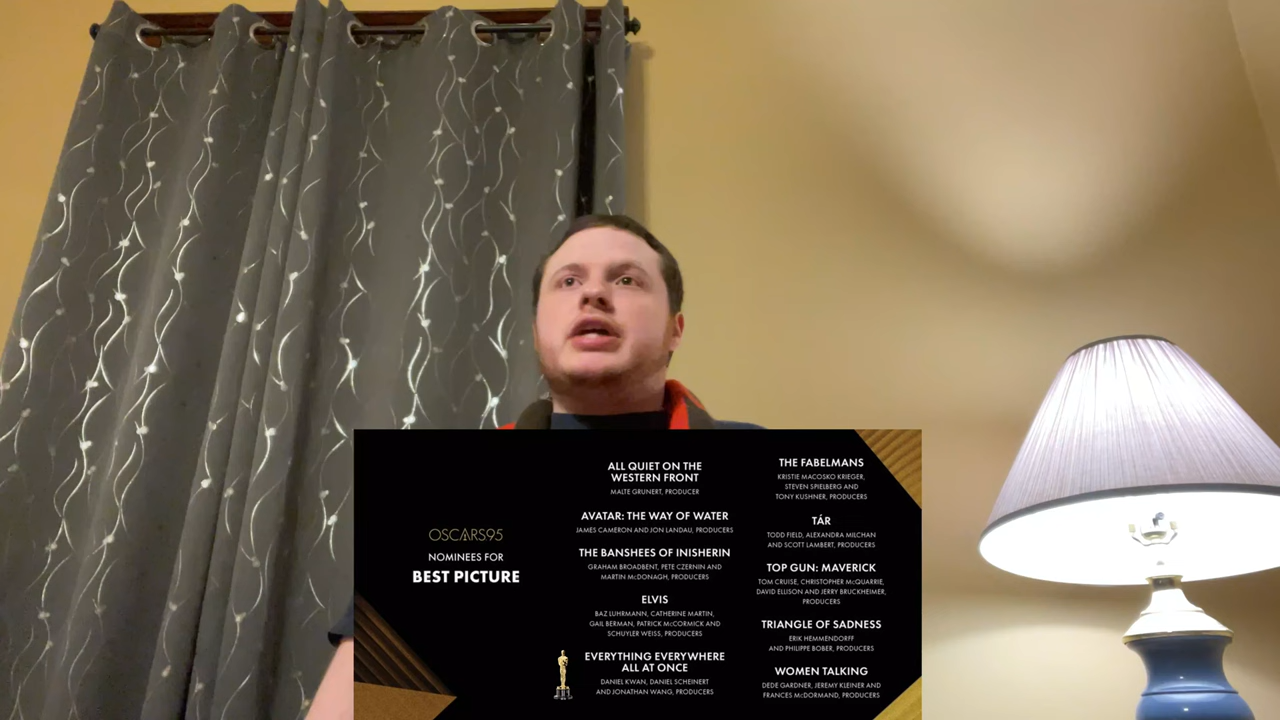 OSCARS95
NOMINEES FOR
BEST PICTURE
ALL QUIET ON THE
WESTERN FRONT
MALTE GRUNERT, PRODUCER
AVATAR: THE WAY OF WATER
JAMES CAMERON AND JON LANDAU, PRODUCERS
THE BANSHEES OF INISHERIN
GRAHAM BROADBENT, PETE CZERNIN AND
MARTIN McDONAGH, PRODUCERS
ELVIS
BAZ LUHRMANN, CATHERINE MARTIN,
GAIL BERMAN, PATRICK McCORMICK AND
SCHUYLER WEISS, PRODUCERS
EVERYTHING EVERYWHERE
ALL AT ONCE
DANIEL KWAN, DANIEL SCHEINERT
AND JONATHAN WANG, PRODUCERS
THE FABELMANS
KRISTIE MACOSKO KRIEGER,
STEVEN SPIELBERG AND
TONY KUSHNER, PRODUCERS
TÁR
TODD FIELD, ALEXANDRA MILCHAN
AND SCOTT LAMBERT, PRODUCERS
TOP GUN: MAVERICK
TOM CRUISE, CHRISTOPHER McQUARRIE,
DAVID ELLISON AND JERRY BRUCKHEIMER,
PRODUCERS
TRIANGLE OF SADNESS
ERIK HEMMENDORFF
AND PHILIPPE BOBER, PRODUCERS
WOMEN TALKING
DEDE GARDNER, JEREMY KLEINER AND
FRANCES McDORMAND, PRODUCERS